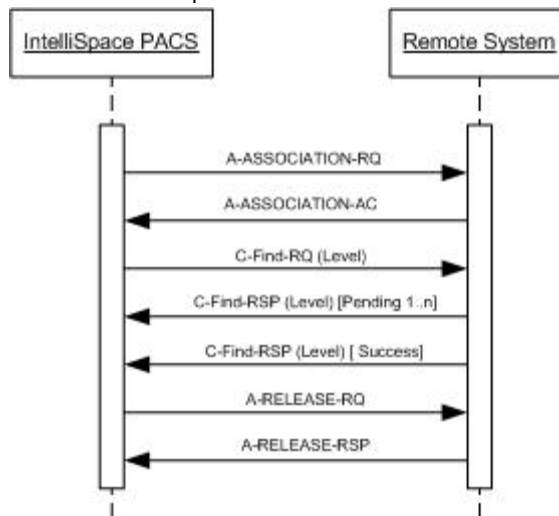 IntelliSpace PACS
Remote System
A-ASSOCIATION-RQ
A-ASSOCIATION-AC
C-Find-RQ (Level)
C-Find-RSP (Level) [Pending 1..n]
C-Find-RSP (Level) [ Success]
A-RELEASE-RQ
A-RELEASE-RSP